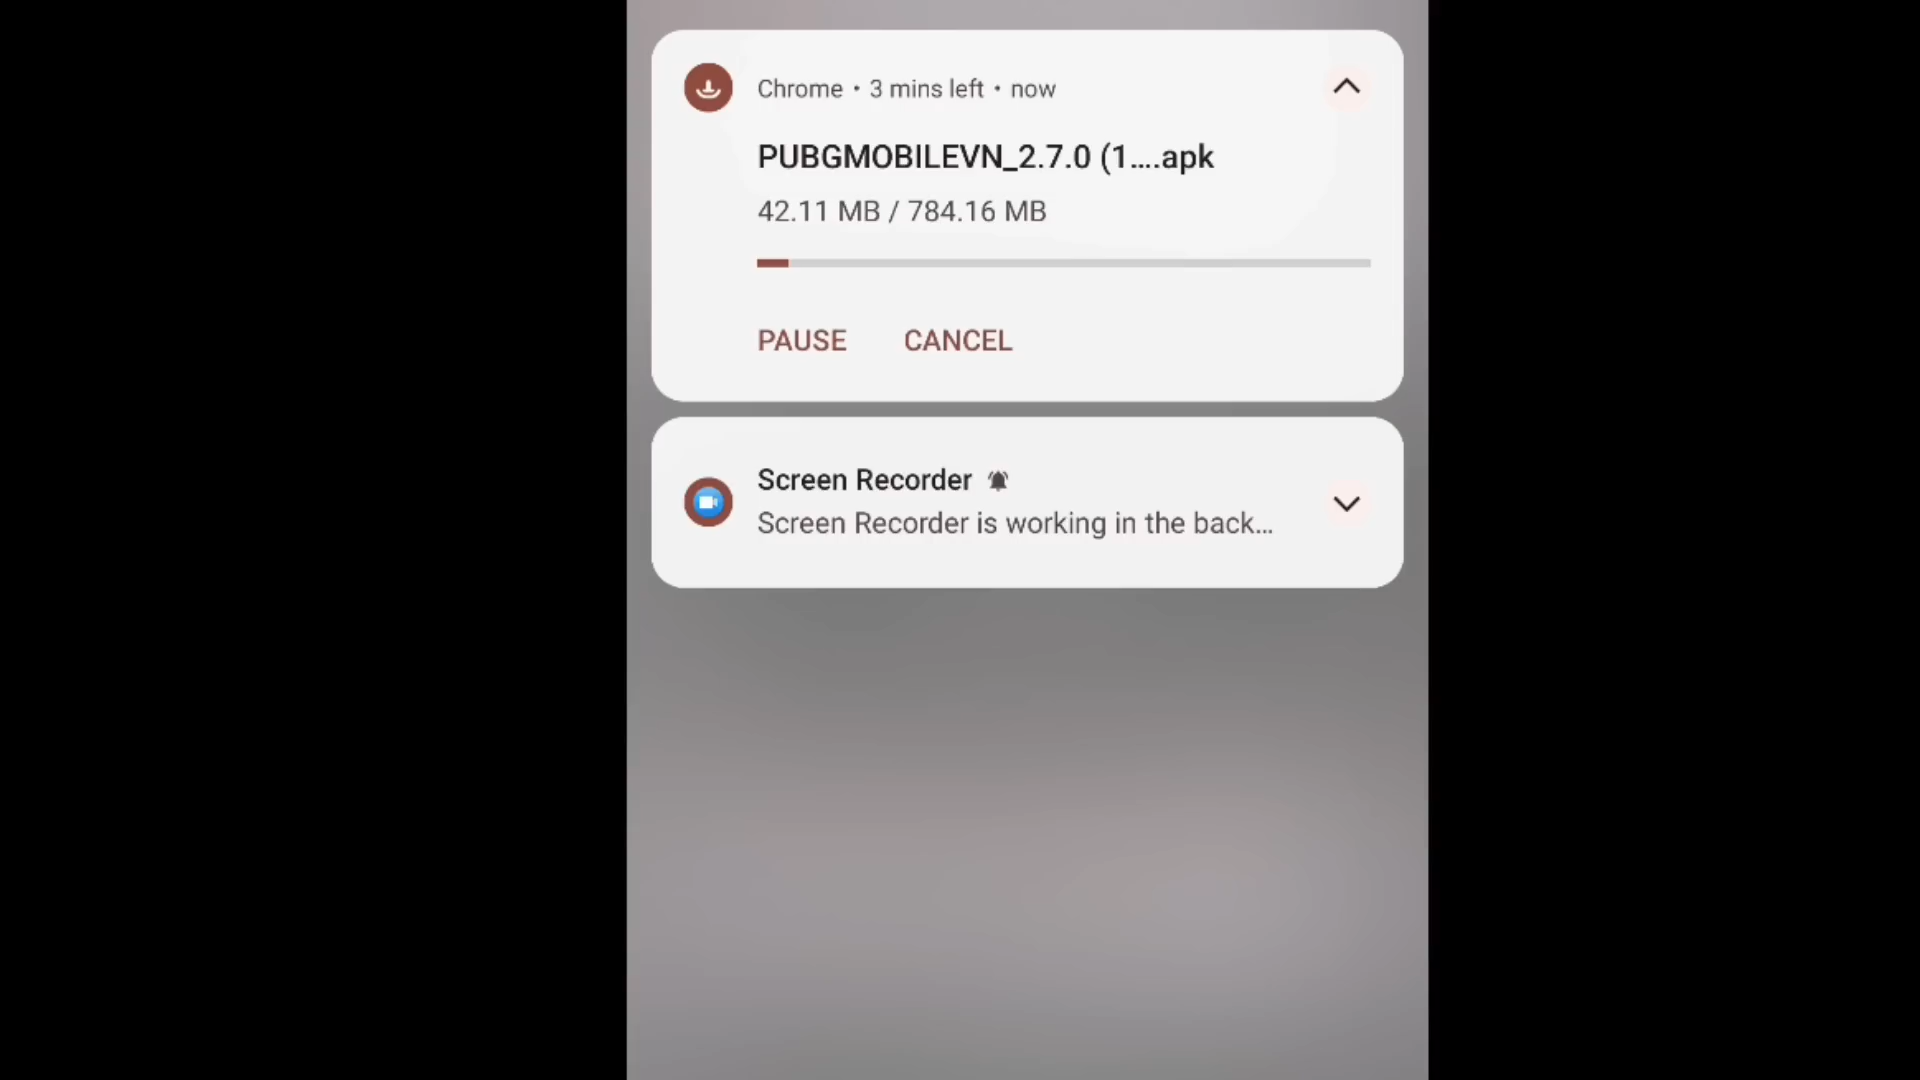 Chrome • 3 mins left • now
PUBGMOBILEVN_2.7.0 (1....apk
42.11 MB / 784.16 MB
PAUSE CANCEL
Screen Recorder
Screen Recorder is working in the back...